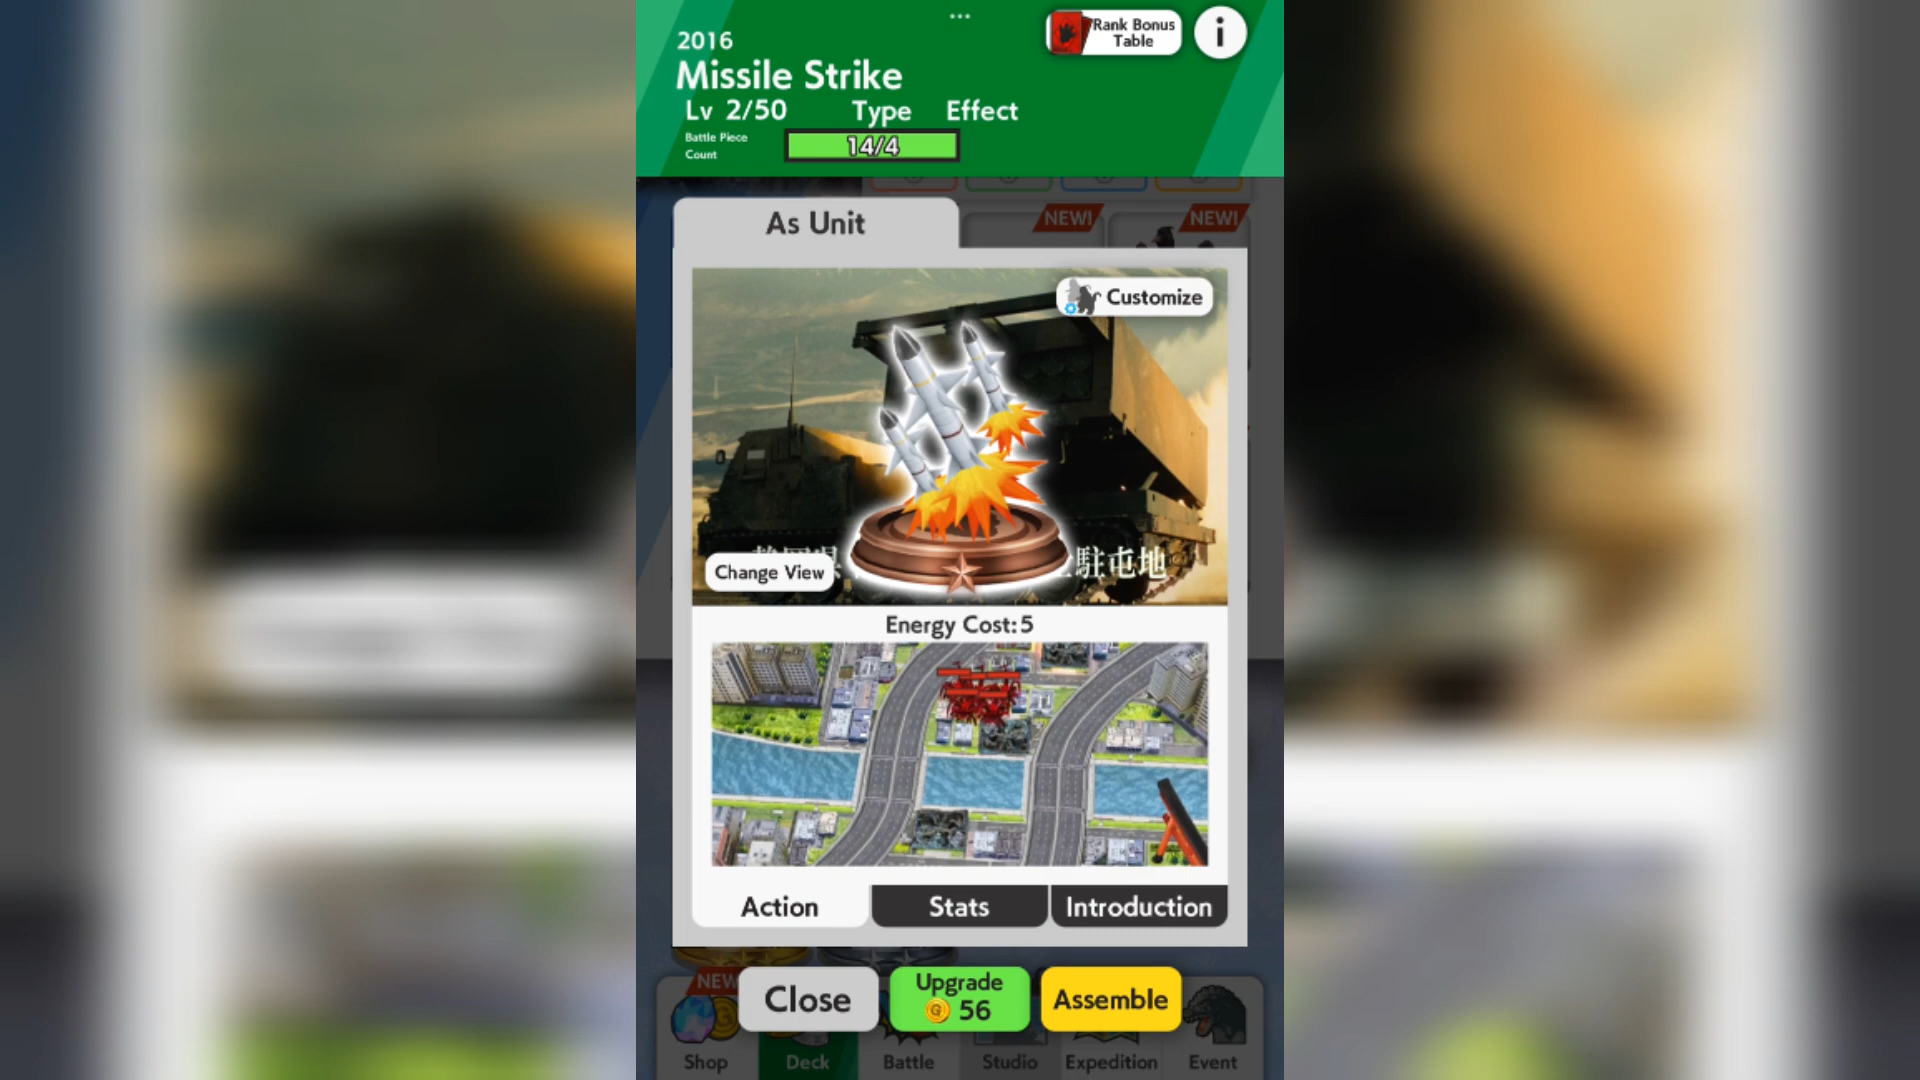 2016
Missile Strike
Lv 2/50 Type Effect
Battle Piece
Count
14/4
Rank Bonus
Table
i
As Unit
NEW!
NEW!
Customize
駐屯地
Change View
Energy Cost:5
Action
Stats
Introduction
NEW
Close
Upgrade
G 56
Assemble
Shop
Deck
Battle
Studio
Expedition
Event